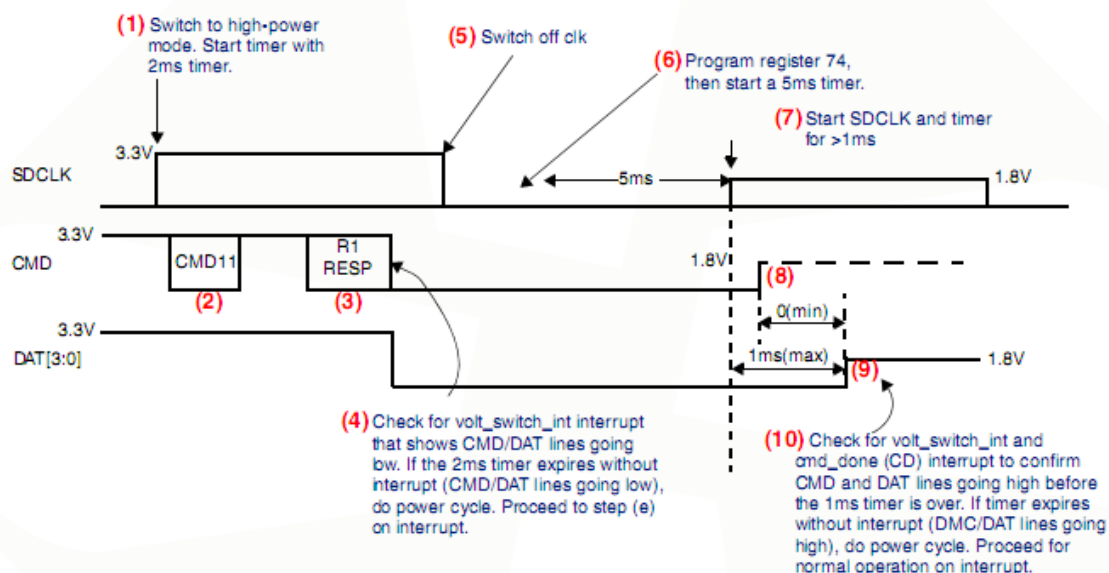 (1) Switch to high-power
mode. Start timer with
2ms timer.
(5) Switch off clk
(6) Program register 74,
then start a 5ms timer.
(7) Start SDCLK and timer
for >1ms
3.3V
SDCLK
5ms
1.8V
3.3V
CMD
CMD11
R1
RESP
1.8V
(2)
(3)
(8)
0(min)
3.3V
DAT[3:0]
1ms(max)
(9)
1.8V
(4) Check for volt_switch_int interrupt
that shows CMD/DAT lines going
low. If the 2ms timer expires without
interrupt (CMD/DAT lines going low),
do power cycle. Proceed to step (e)
on interrupt.
(10) Check for volt_switch_int and
cmd_done (CD) interrupt to confirm
CMD and DAT lines going high before
the 1ms timer is over. If timer expires
without interrupt (DMC/DAT lines going
high), do power cycle. Proceed for
normal operation on interrupt.